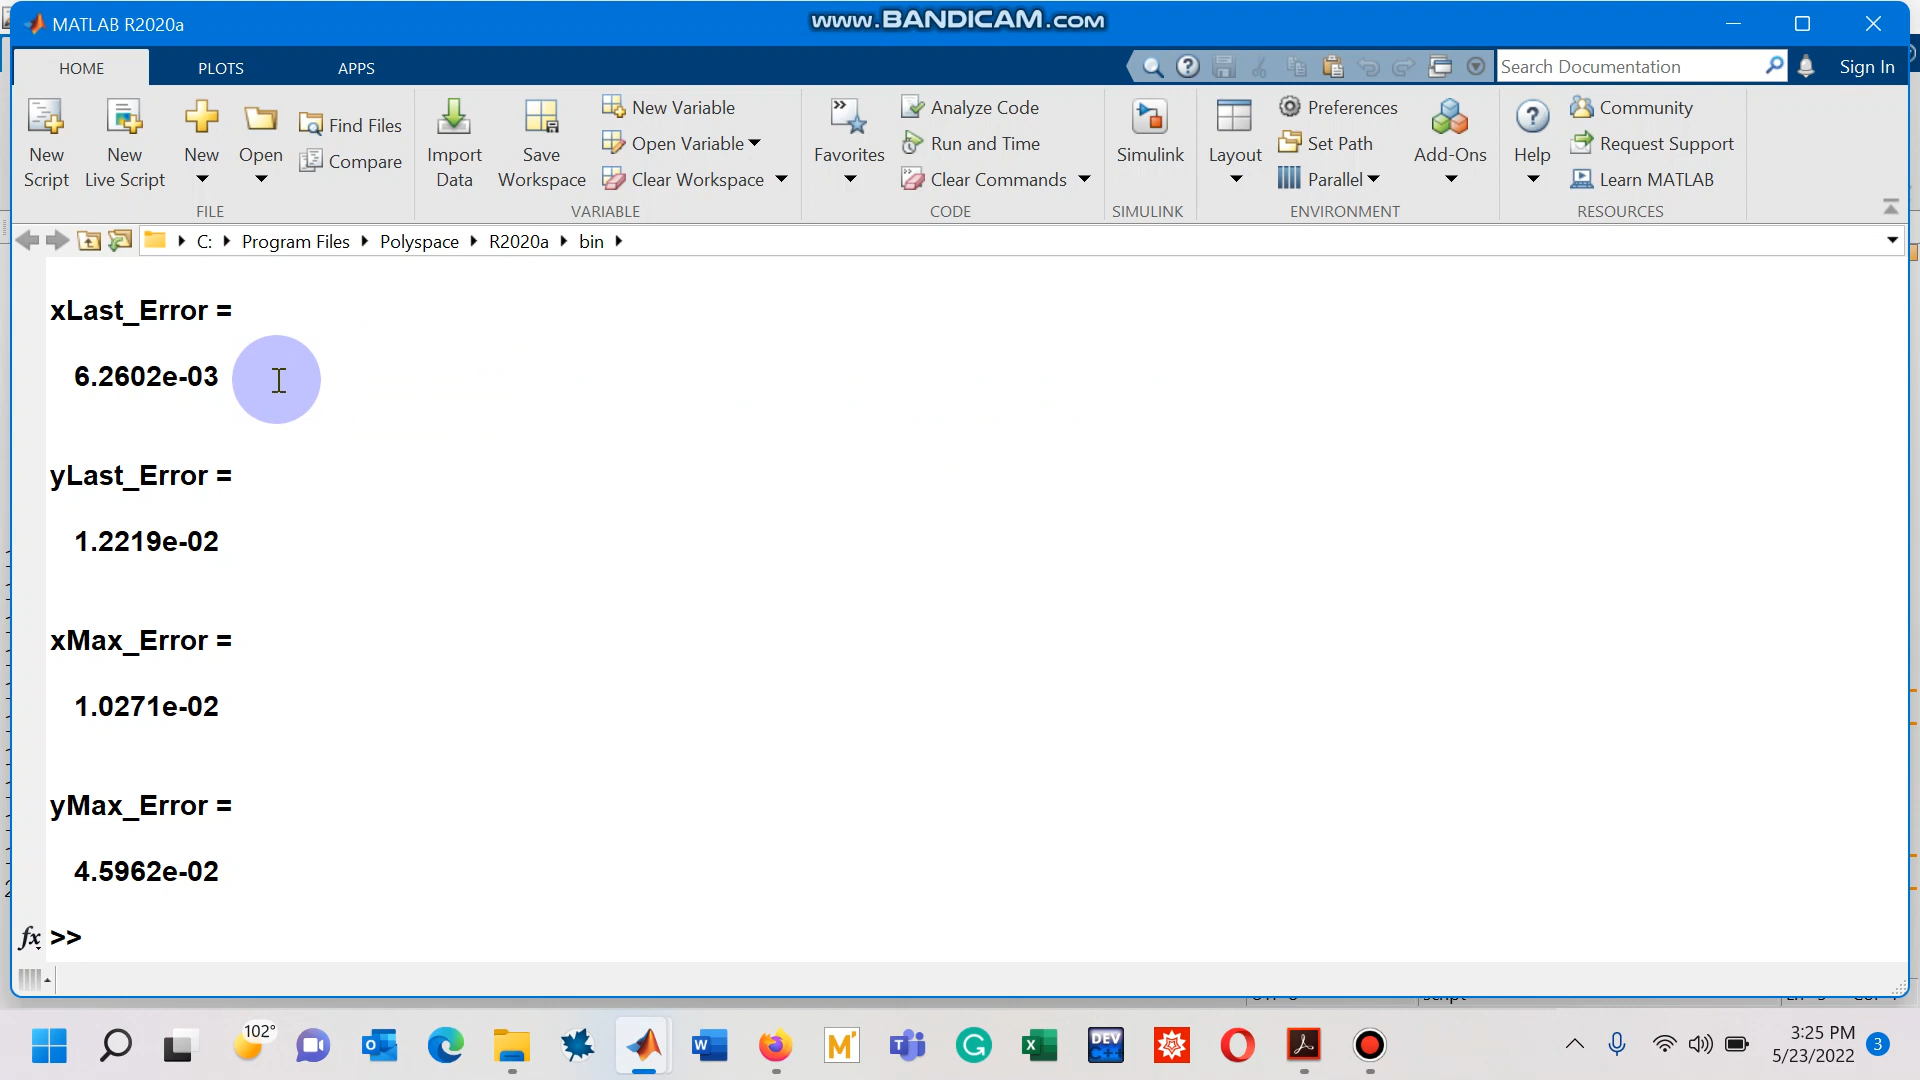 MATLAB R2020a
www.BANDICAM.com
HOME PLOTS APPS
Search Documentation
Sign In
New Script
New Live Script
New
Open
Find Files
Compare
FILE
Import Data
Save Workspace
New Variable
Open Variable
Clear Workspace
VARIABLE
Favorites
Analyze Code
Run and Time
Clear Commands
CODE
Simulink
SIMULINK
Layout
Preferences
Set Path
Parallel
Add-Ons
ENVIRONMENT
Help
Community
Request Support
Learn MATLAB
RESOURCES
C: Program Files Polyspace R2020a bin
xLast_Error =
6.2602e-03
yLast_Error =
1.2219e-02
xMax_Error =
1.0271e-02
yMax_Error =
4.5962e-02
fx >>
102°
DEV C++
3:25 PM
5/23/2022
3